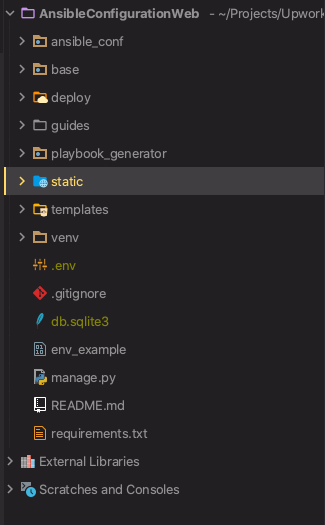 AnsibleConfigurationWeb ~/Projects/Upwork
ansible_conf
base
deploy
guides
playbook_generator
static
templates
venv
.env
.gitignore
db.sqlite3
env_example
manage.py
README.md
requirements.txt
External Libraries
Scratches and Consoles